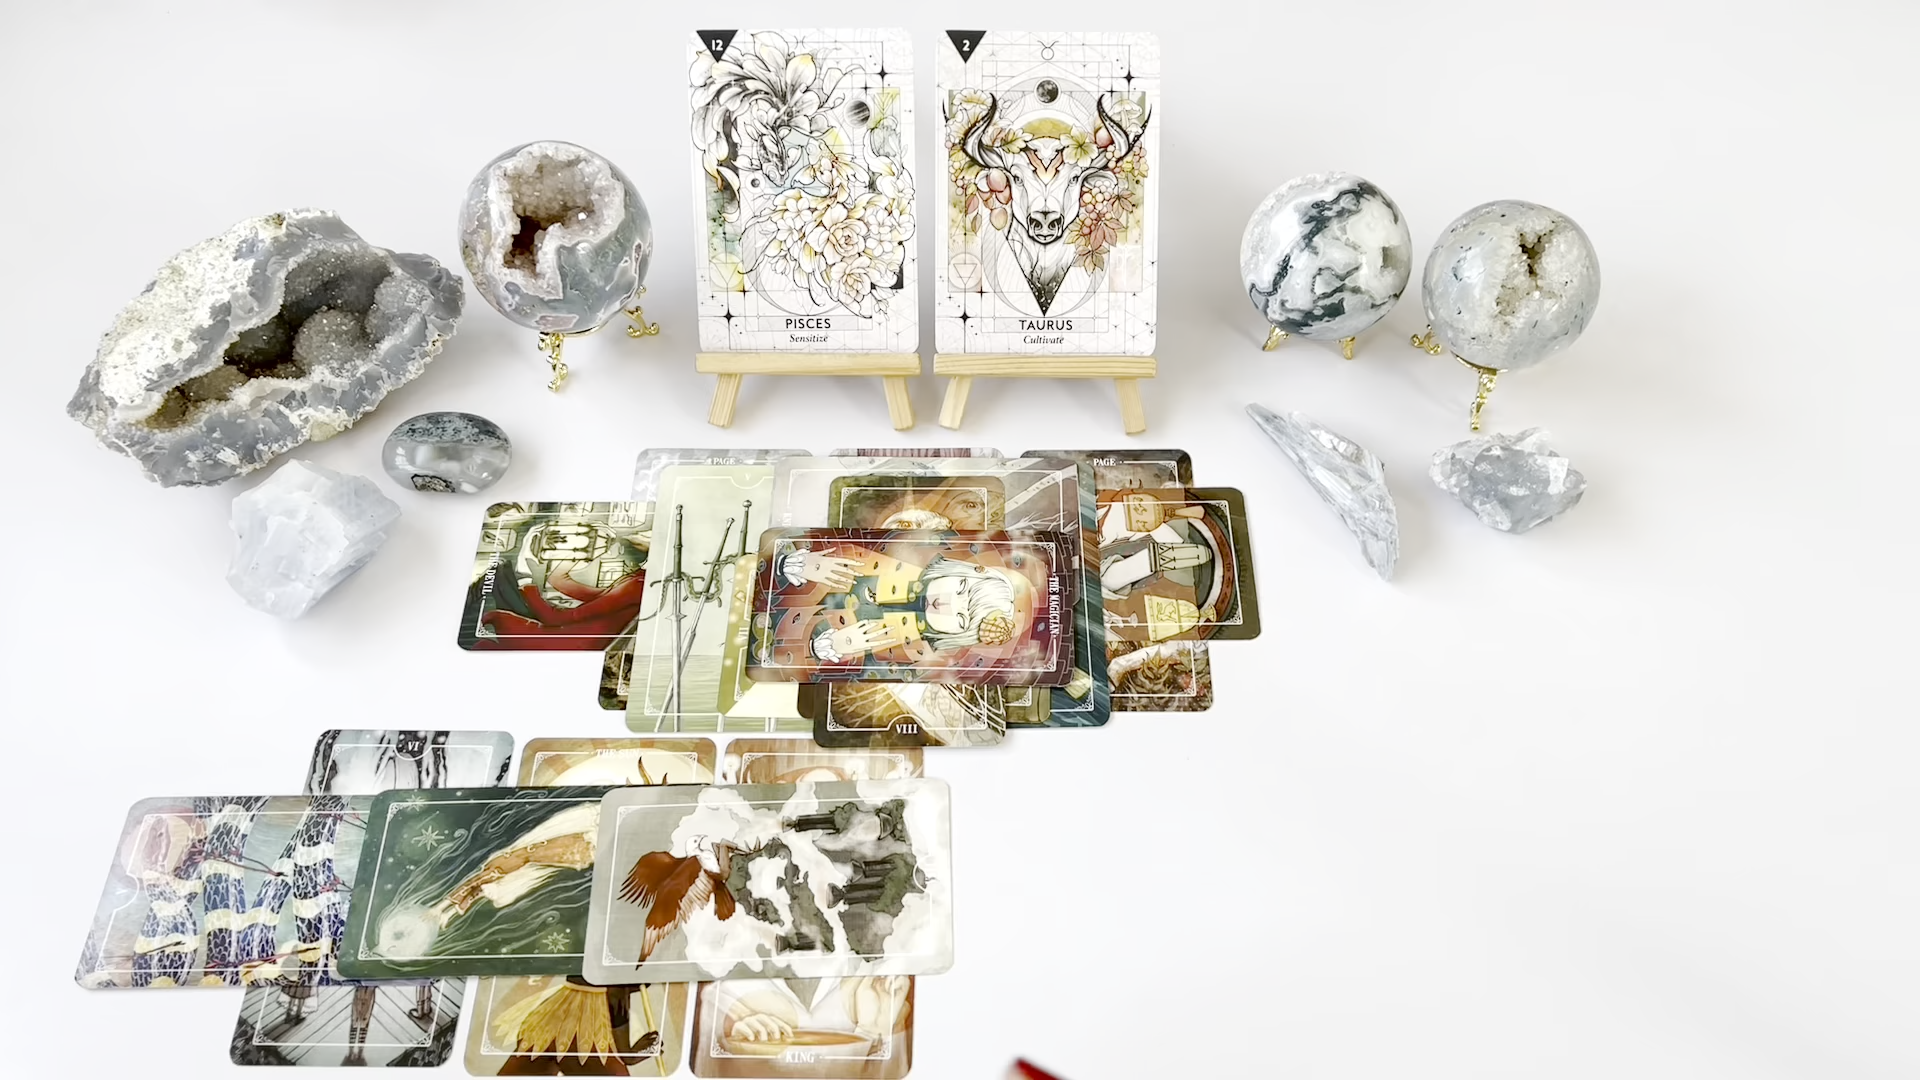 12
2
PISCES
Sensitize
TAURUS
Cultivate
PAGE
PAGE
V
THE DEVIL
THE MAGICIAN
VIII
VI
KING